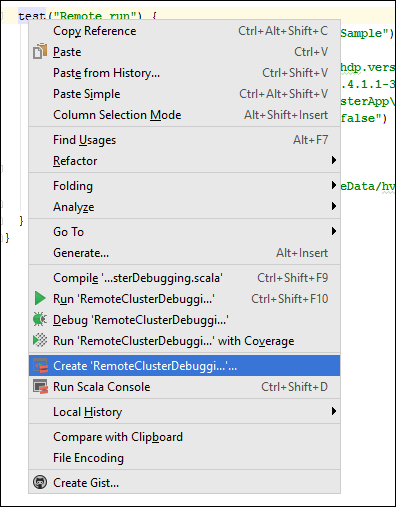 test("Remote run") {
Copy Reference Ctrl+Alt+Shift+C
Sample")
Paste Ctrl+V
Paste from History... Ctrl+Shift+V
hdp.vers
Paste Simple Ctrl+Alt+Shift+V
.4.1.1-3
Column Selection Mode Alt+Shift+Insert
sterApp\
false")
Find Usages Alt+F7
Refactor
Folding
eData/hv
Analyze
}
Go To
}
Generate... Alt+Insert
Compile '...sterDebugging.scala' Ctrl+Shift+F9
Run 'RemoteClusterDebuggi...' Ctrl+Shift+F10
Debug 'RemoteClusterDebuggi...'
Run 'RemoteClusterDebuggi...' with Coverage
Create 'RemoteClusterDebuggi...'...
Run Scala Console Ctrl+Shift+D
Local History
Compare with Clipboard
File Encoding
Create Gist...